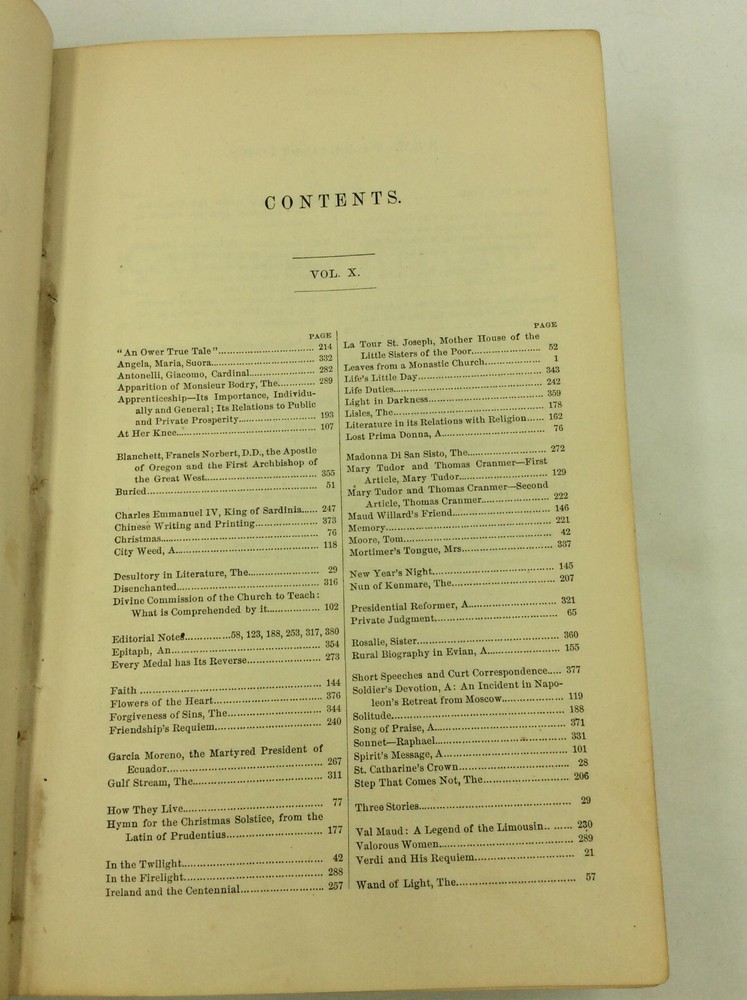 CONTENTS.
VOL. X.
PAGE
"An Ower True Tale" 214
Angela, Maria, Suora 332
Antonelli, Giacomo, Cardinal 282
Apparition of Monsieur Bodry, The 289
Apprenticeship—Its Importance, Individu-
ally and General; Its Relations to Public
and Private Prosperity 193
At Her Knee 107
Blanchett, Francis Norbert, D.D., the Apostle
of Oregon and the First Archbishop of
the Great West 355
Buried 51
Charles Emmanuel IV, King of Sardinia 247
Chinese Writing and Printing 373
Christmas 76
City Weed, A 118
Desultory in Literature, The 29
Disenchanted 316
Divine Commission of the Church to Teach:
What is Comprehended by it 102
Editorial Notes 58, 123, 188, 253, 317, 380
Epitaph, An 354
Every Medal has Its Reverse 273
Faith 144
Flowers of the Heart 376
Forgiveness of Sins, The 344
Friendship's Requiem 240
Garcia Moreno, the Martyred President of
Ecuador 267
Gulf Stream, The 311
How They Live 77
Hymn for the Christmas Solstice, from the
Latin of Prudentius 177
In the Twilight 42
In the Firelight 288
Ireland and the Centennial 257
PAGE
La Tour St. Joseph, Mother House of the
Little Sisters of the Poor 52
Leaves from a Monastic Church 1
Life's Little Day 343
Life Duties 242
Light in Darkness 359
Lisles, The 178
Literature in its Relations with Religion 162
Lost Prima Donna, A 76
Madonna Di San Sisto, The 272
Mary Tudor and Thomas Cranmer—First
Article, Mary Tudor 129
Mary Tudor and Thomas Cranmer—Second
Article, Thomas Cranmer 222
Maud Willard's Friend 146
Memory 221
Moore, Tom 42
Mortimer's Tongue, Mrs 337
New Year's Night 145
Nun of Kenmare, The 207
Presidential Reformer, A 321
Private Judgment 65
Rosalie, Sister 360
Rural Biography in Evian, A 155
Short Speeches and Curt Correspondence 377
Soldier's Devotion, A: An Incident in Napo-
leon's Retreat from Moscow 119
Solitude 188
Song of Praise, A 371
Sonnet—Raphael 331
Spirit's Message, A 101
St. Catharine's Crown 28
Step That Comes Not, The 206
Three Stories 29
Val Maud: A Legend of the Limousin 230
Valorous Women 289
Verdi and His Requiem 21
Wand of Light, The 57